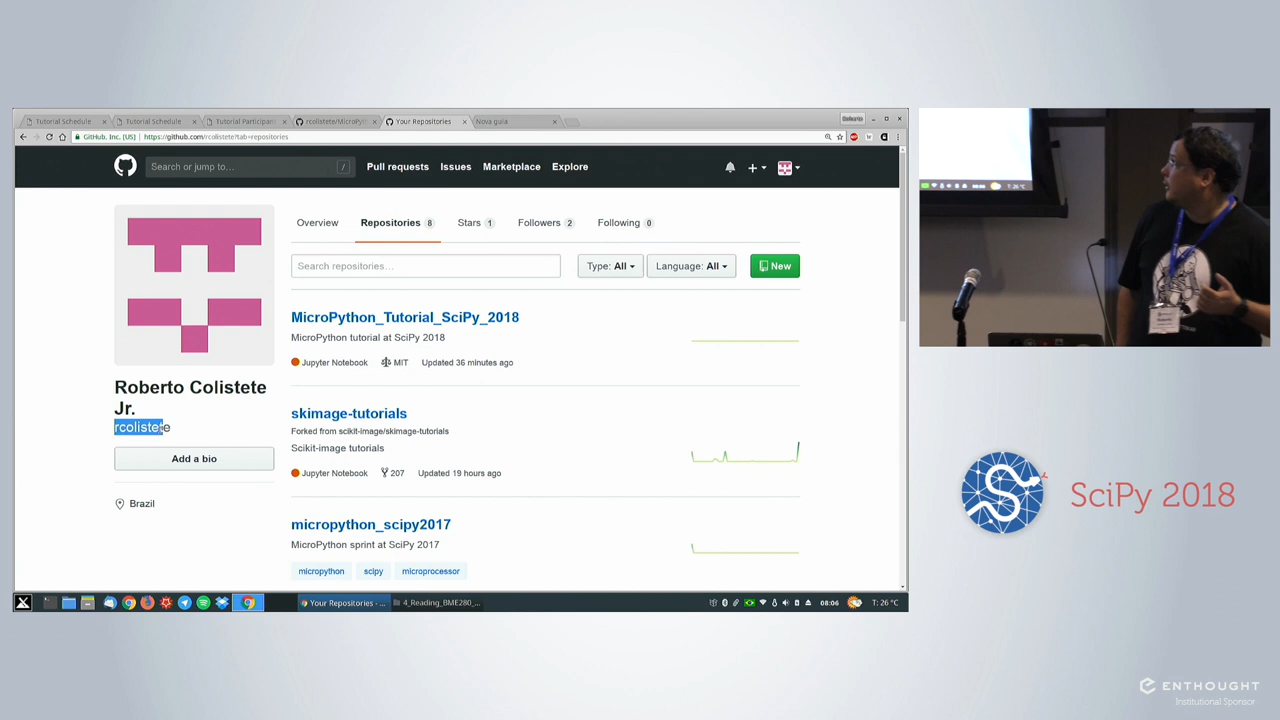 Tutorial Schedule
Tutorial Schedule
Tutorial Participan
rcolistete/MicroPyt
Your Repositories
Nova guia
GitHub, Inc. [US]
https://github.com/rcolistete?tab=repositories
Search or jump to…
/
Pull requests
Issues
Marketplace
Explore
Overview
Repositories 8
Stars 1
Followers 2
Following 0
Search repositories…
Type: All
Language: All
New
MicroPython_Tutorial_SciPy_2018
MicroPython tutorial at SciPy 2018
Jupyter Notebook MIT Updated 36 minutes ago
Roberto Colistete
Jr.
rcolistete
Add a bio
Brazil
skimage-tutorials
Forked from scikit-image/skimage-tutorials
Scikit-image tutorials
Jupyter Notebook 207 Updated 19 hours ago
micropython_scipy2017
MicroPython sprint at SciPy 2017
micropython scipy microprocessor
Your Repositories - ...
4_Reading_BME280_...
08:06
T: 26 °C
SciPy 2018
ENTHOUGHT
Institutional Sponsor